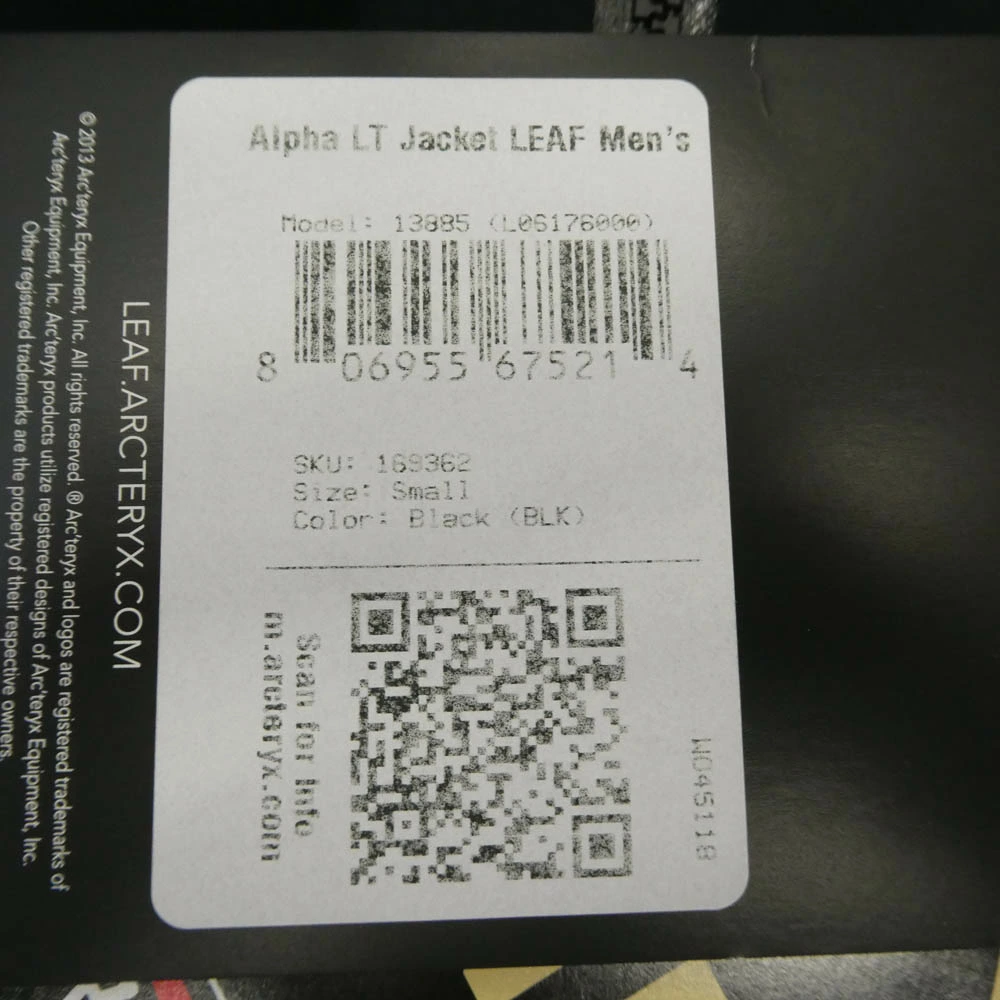 Alpha LT Jacket LEAF Men's
Model: 13885 (L06176000)
8 06955 67521 4
SKU: 169362
Size: Small
Color: Black (BLK)
Scan for Info
m.arcteryx.com
W045118
LEAF.ARCTERYX.COM
© 2013 Arc'teryx Equipment, Inc. All rights reserved. ® Arc'teryx and logos are registered trademarks of
Arc'teryx Equipment, Inc. Arc'teryx products utilize registered designs of Arc'teryx Equipment, Inc.
Other registered trademarks are the property of their respective owners.